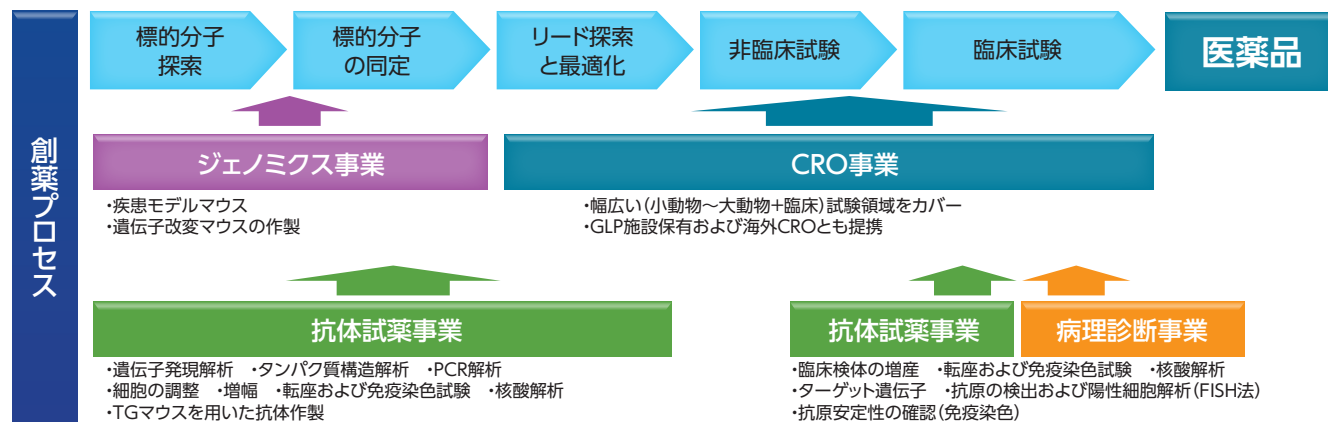 創薬プロセス
標的分子
探索
標的分子
の同定
リード探索
と最適化
非臨床試験
臨床試験
医薬品
ジェノミクス事業
・疾患モデルマウス
・遺伝子改変マウスの作製
CRO事業
・幅広い(小動物~大動物+臨床)試験領域をカバー
・GLP施設保有および海外CROとも提携
抗体試薬事業
・遺伝子発現解析 ・タンパク質構造解析 ・PCR解析
・細胞の調整 ・増幅 ・転座および免疫染色試験 ・核酸解析
・TGマウスを用いた抗体作製
抗体試薬事業
病理診断事業
・臨床検体の増産 ・転座および免疫染色試験 ・核酸解析
・ターゲット遺伝子 ・抗原の検出および陽性細胞解析(FISH法)
・抗原安定性の確認(免疫染色)